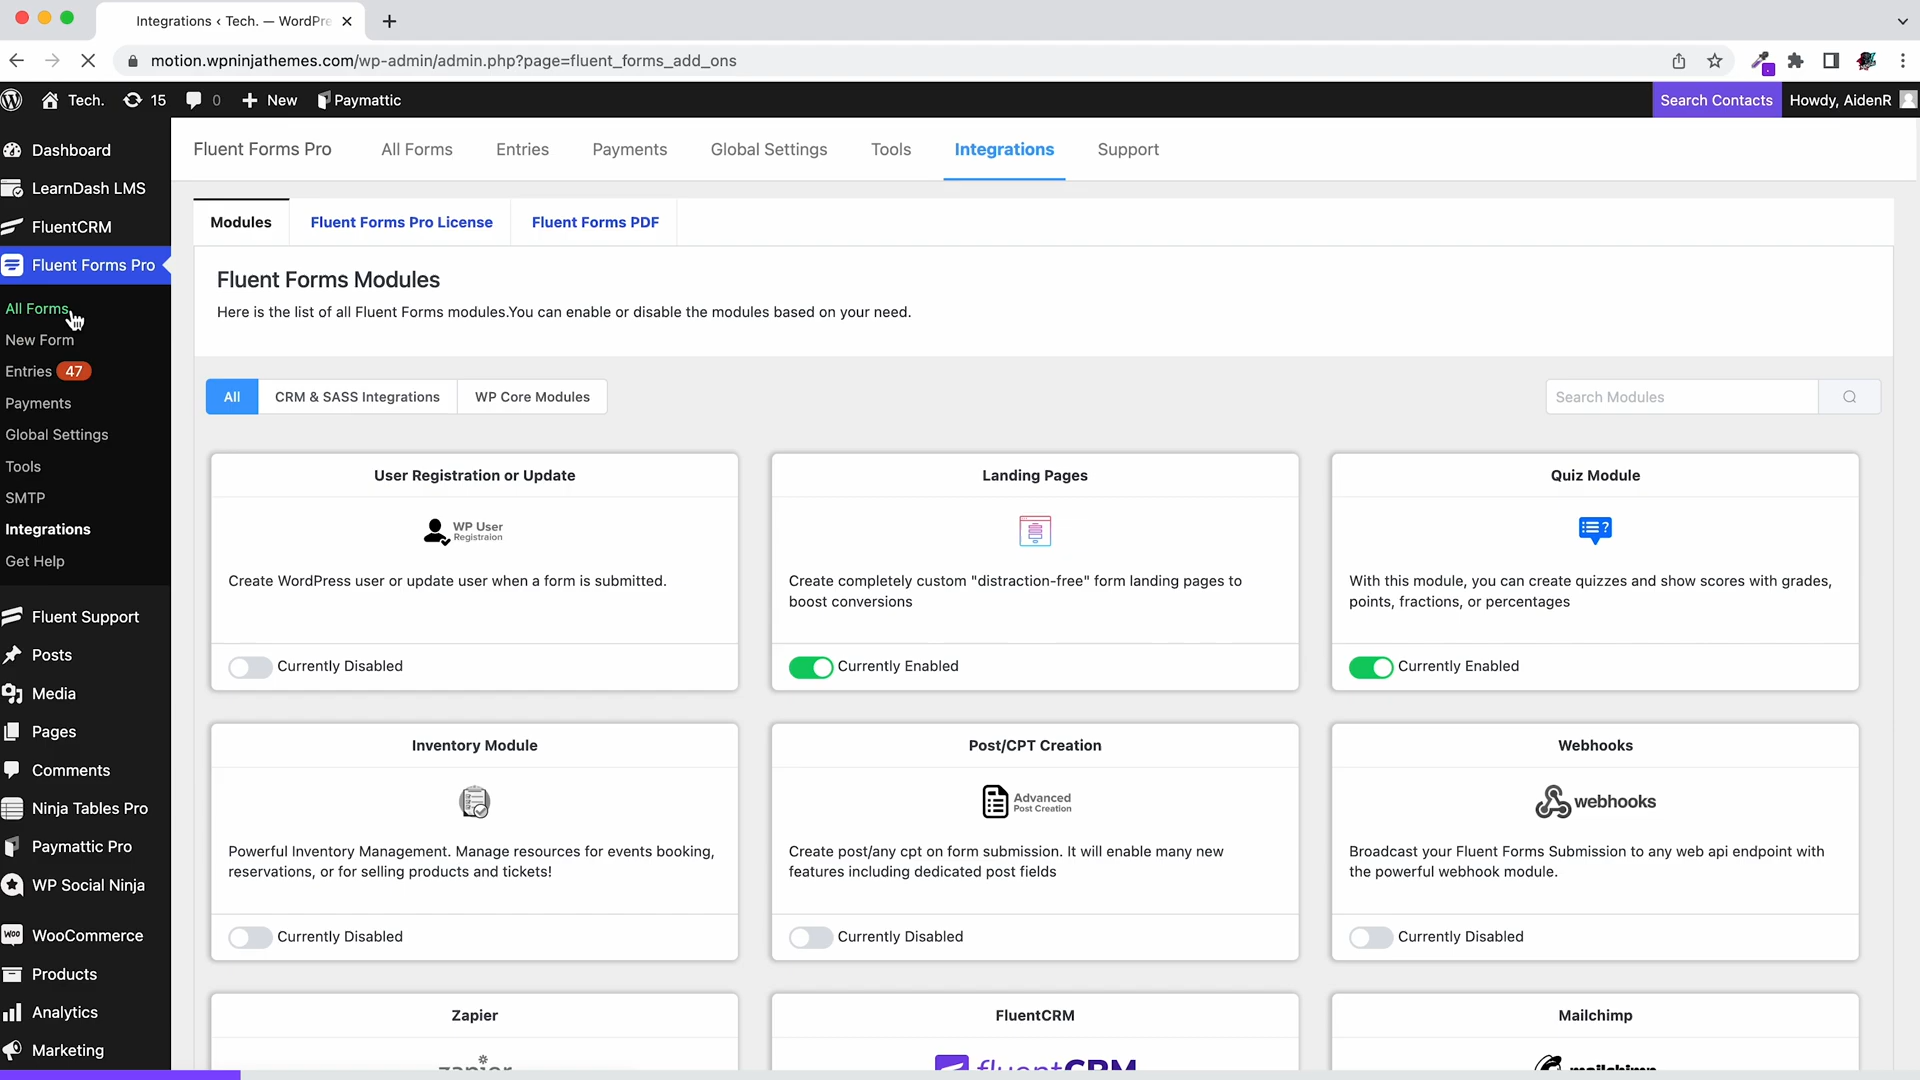 Integrations ‹ Tech. — WordPre
motion.wpninjathemes.com/wp-admin/admin.php?page=fluent_forms_add_ons
Tech. 15 0 New Paymattic Search Contacts Howdy, AidenR
Dashboard
LearnDash LMS
FluentCRM
Fluent Forms Pro
All Forms
New Form
Entries 47
Payments
Global Settings
Tools
SMTP
Integrations
Get Help
Fluent Support
Posts
Media
Pages
Comments
Ninja Tables Pro
Paymattic Pro
WP Social Ninja
WooCommerce
Products
Analytics
Marketing
Fluent Forms Pro All Forms Entries Payments Global Settings Tools Integrations Support
Modules Fluent Forms Pro License Fluent Forms PDF
Fluent Forms Modules
Here is the list of all Fluent Forms modules.You can enable or disable the modules based on your need.
All CRM & SASS Integrations WP Core Modules Search Modules
User Registration or Update
WP User
Registraion
Create WordPress user or update user when a form is submitted.
Currently Disabled
Landing Pages
Create completely custom "distraction-free" form landing pages to
boost conversions
Currently Enabled
Quiz Module
With this module, you can create quizzes and show scores with grades,
points, fractions, or percentages
Currently Enabled
Inventory Module
Powerful Inventory Management. Manage resources for events booking,
reservations, or for selling products and tickets!
Currently Disabled
Post/CPT Creation
Advanced
Post Creation
Create post/any cpt on form submission. It will enable many new
features including dedicated post fields
Currently Disabled
Webhooks
webhooks
Broadcast your Fluent Forms Submission to any web api endpoint with
the powerful webhook module.
Currently Disabled
Zapier
zapier
FluentCRM
fluentCRM
Mailchimp
mailchimp